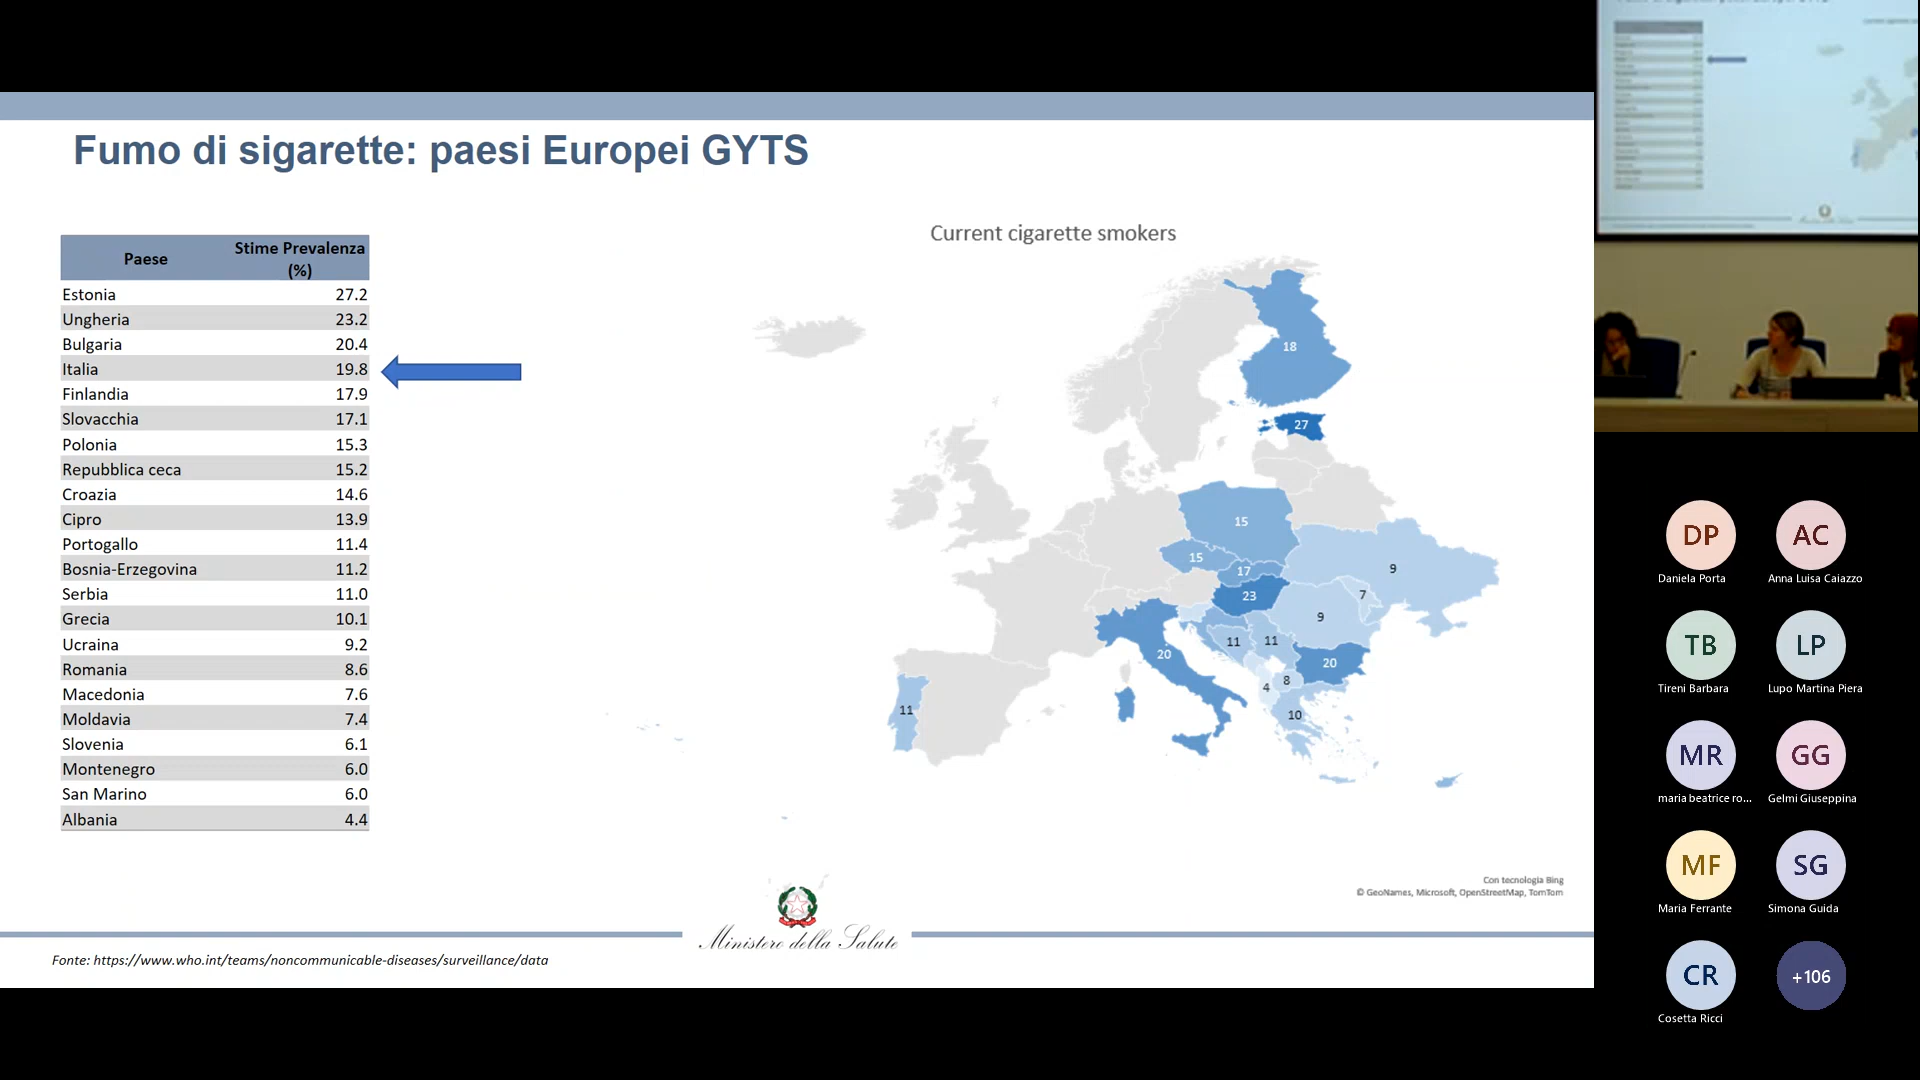 Fumo di sigarette: paesi Europei GYTS
Paese Stime Prevalenza (%)
Estonia 27.2
Ungheria 23.2
Bulgaria 20.4
Italia 19.8
Finlandia 17.9
Slovacchia 17.1
Polonia 15.3
Repubblica ceca 15.2
Croazia 14.6
Cipro 13.9
Portogallo 11.4
Bosnia-Erzegovina 11.2
Serbia 11.0
Grecia 10.1
Ucraina 9.2
Romania 8.6
Macedonia 7.6
Moldavia 7.4
Slovenia 6.1
Montenegro 6.0
San Marino 6.0
Albania 4.4
Current cigarette smokers
18
27
15
15
17
9
23
7
9
11
11
20
20
8
4
11
10
Con tecnologia Bing
© GeoNames, Microsoft, OpenStreetMap, TomTom
Ministero della Salute
Fonte: https://www.who.int/teams/noncommunicable-diseases/surveillance/data
DP
Daniela Porta
AC
Anna Luisa Caiazzo
TB
Tireni Barbara
LP
Lupo Martina Piera
MR
maria beatrice ro...
GG
Gelmi Giuseppina
MF
Maria Ferrante
SG
Simona Guida
CR
Cosetta Ricci
+106